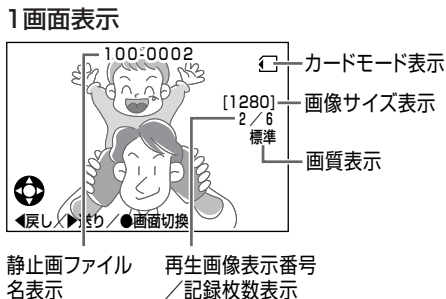 1画面表示
100-0002
カードモード表示
[1280]
画像サイズ表示
2／6
標準
画質表示
◀戻し／▶送り／●画面切換
静止画ファイル
名表示
再生画像表示番号
／記録枚数表示